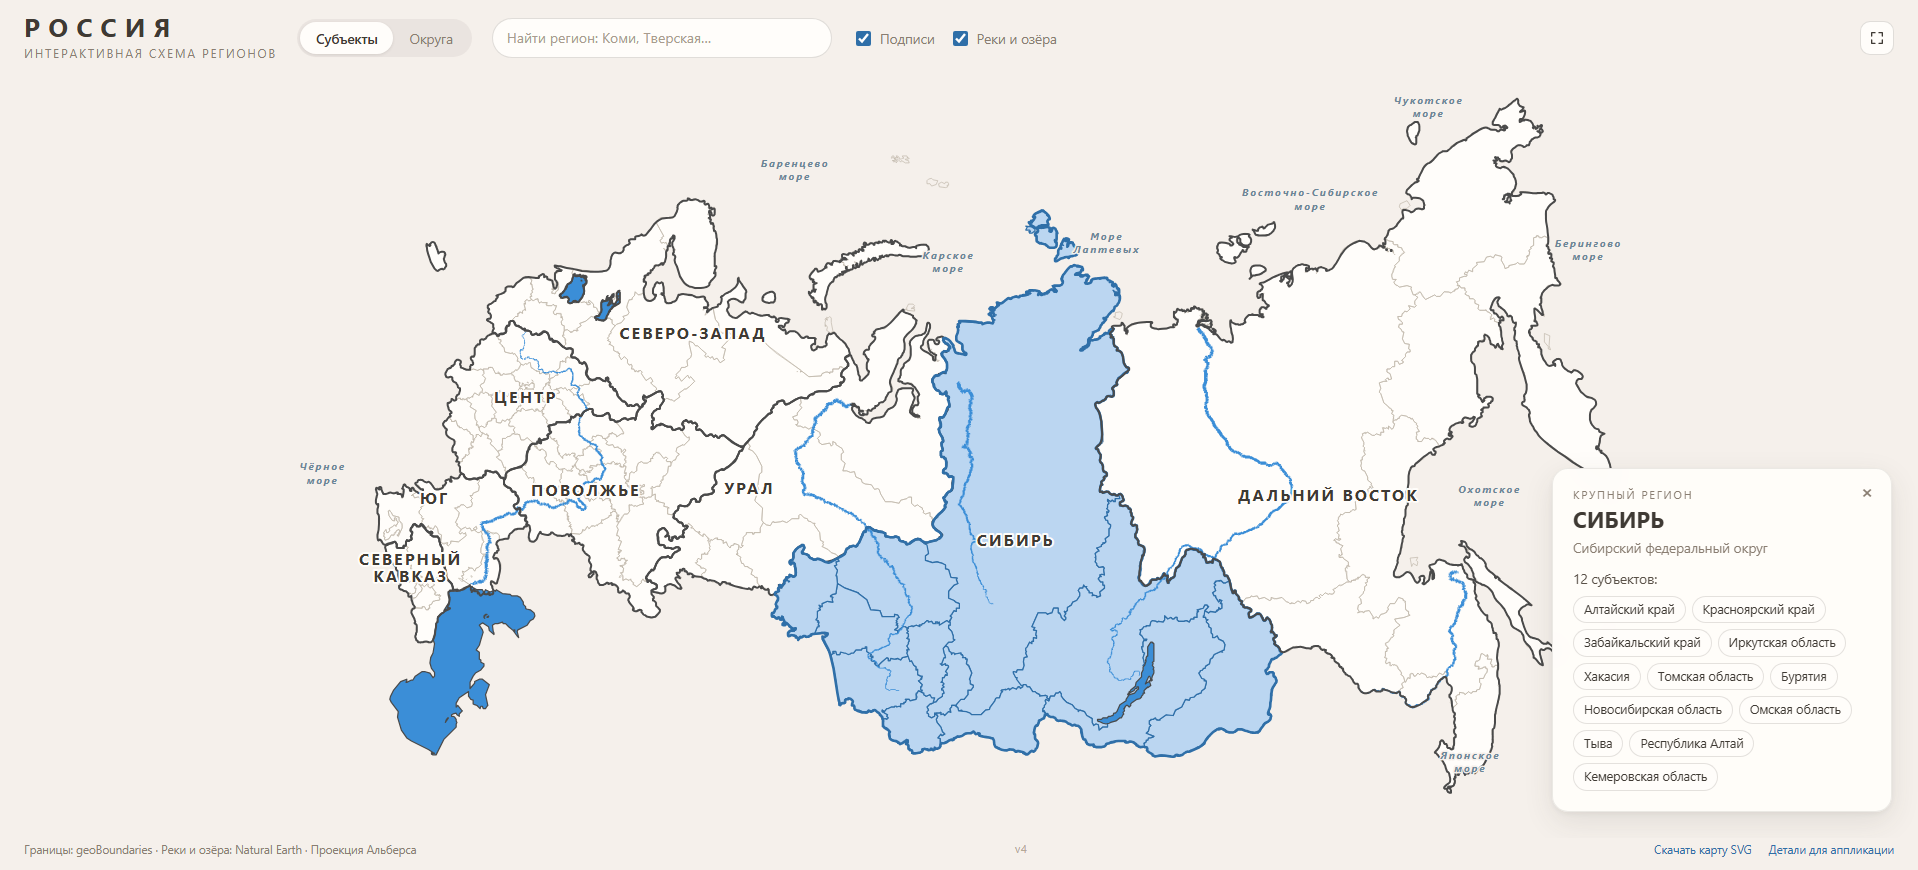 РОССИЯ
ИНТЕРАКТИВНАЯ СХЕМА РЕГИОНОВ
Субъекты
Округа
Найти регион: Коми, Тверская...
Подписи
Реки и озёра
Чукотское
море
Баренцево
море
Восточно-Сибирское
море
Море
Лаптевых
Карское
море
Берингово
море
СЕВЕРО-ЗАПАД
ЦЕНТР
Чёрное
море
ЮГ
ПОВОЛЖЬЕ
УРАЛ
ДАЛЬНИЙ ВОСТОК
Охотское
море
СИБИРЬ
СЕВЕРНЫЙ
КАВКАЗ
Японское
море
КРУПНЫЙ РЕГИОН
×
СИБИРЬ
Сибирский федеральный округ
12 субъектов:
Алтайский край
Красноярский край
Забайкальский край
Иркутская область
Хакасия
Томская область
Бурятия
Новосибирская область
Омская область
Тыва
Республика Алтай
Кемеровская область
Границы: geoBoundaries · Реки и озёра: Natural Earth · Проекция Альберса
v4
Скачать карту SVG
Детали для аппликации